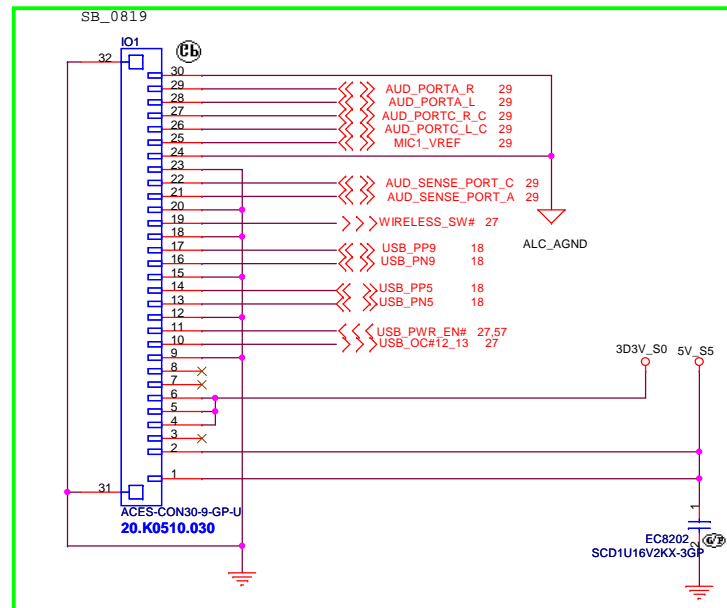 SB_0819
IO1
Cb
32
30
29 AUD_PORTA_R 29
28 AUD_PORTA_L 29
27 AUD_PORTC_R_C 29
26 AUD_PORTC_L_C 29
25 MIC1_VREF 29
24
23
22 AUD_SENSE_PORT_C 29
21 AUD_SENSE_PORT_A 29
20
19 WIRELESS_SW# 27
18
ALC_AGND
17 USB_PP9 18
16 USB_PN9 18
15
14 USB_PP5 18
13 USB_PN5 18
12
11 USB_PWR_EN# 27,57
10 USB_OC#12_13 27
9
3D3V_S0 5V_S5
8
7
6
5
4
3
2
1
31
ACES-CON30-9-GP-U
20.K0510.030
1
2
EC8202
G/P
SCD1U16V2KX-3GP